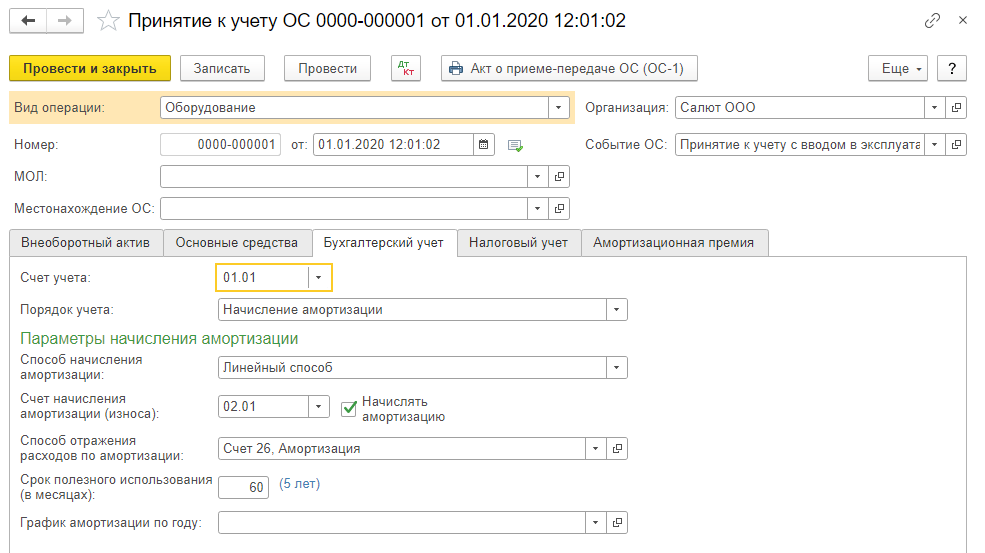 Принятие к учету ОС 0000-000001 от 01.01.2020 12:01:02
Провести и закрыть Записать Провести Дт Кт Акт о приеме-передаче ОС (ОС-1) Еще ?
Вид операции: Оборудование Организация: Салют ООО
Номер: 0000-000001 от: 01.01.2020 12:01:02 Событие ОС: Принятие к учету с вводом в эксплуата
МОЛ:
Местонахождение ОС:
Внеоборотный актив Основные средства Бухгалтерский учет Налоговый учет Амортизационная премия
Счет учета: 01.01
Порядок учета: Начисление амортизации
Параметры начисления амортизации
Способ начисления
амортизации: Линейный способ
Счет начисления
амортизации (износа): 02.01 Начислять
амортизацию
Способ отражения
расходов по амортизации: Счет 26, Амортизация
Срок полезного использования
(в месяцах): 60 (5 лет)
График амортизации по году: